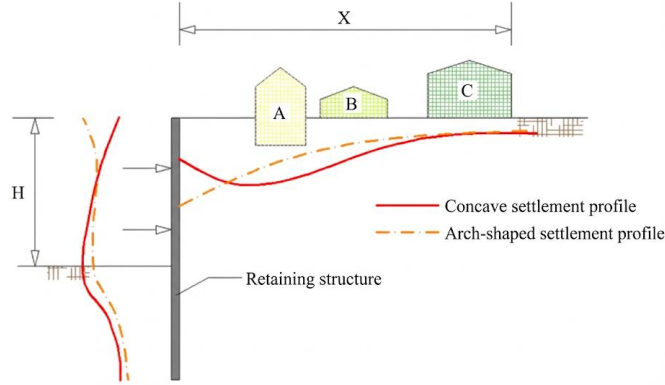 X
A
B
C
H
Concave settlement profile
Arch-shaped settlement profile
Retaining structure